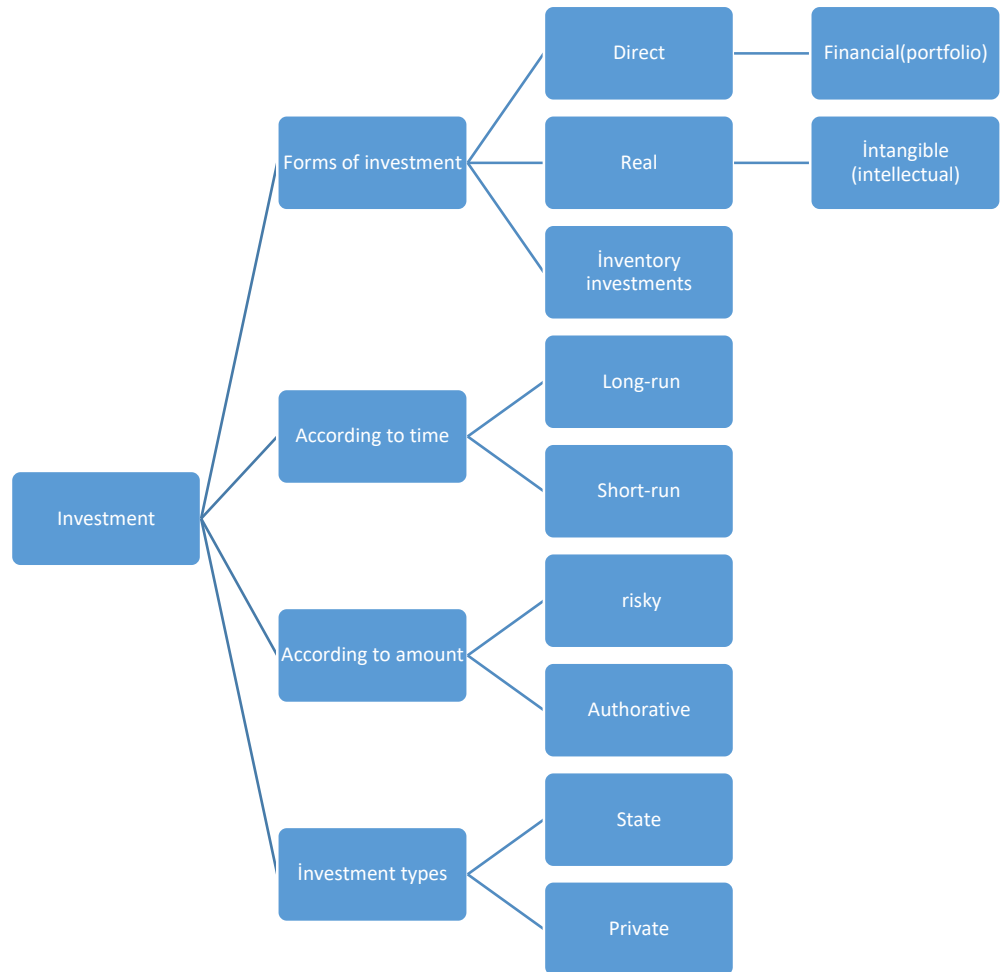 Direct
Financial(portfolio)
Forms of investment
Real
İntangible
(intellectual)
İnventory
investments
Long-run
According to time
Short-run
Investment
risky
According to amount
Authorative
State
İnvestment types
Private